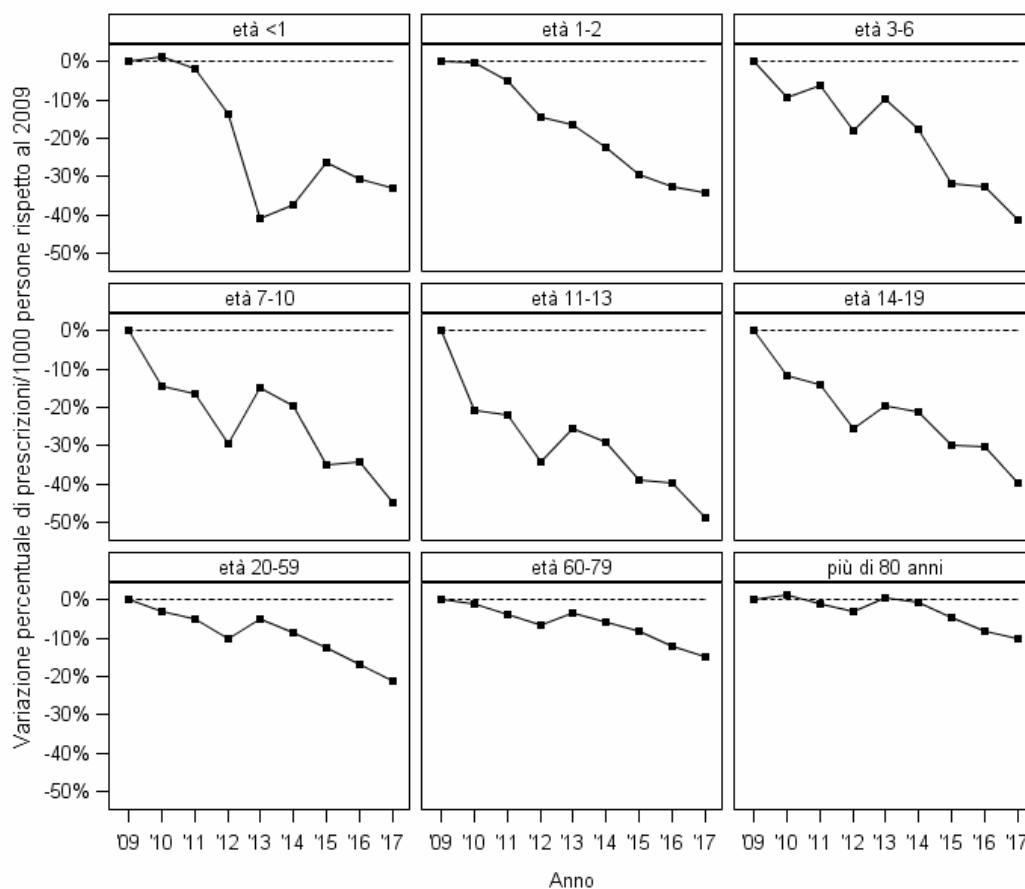 Variazione percentuale di prescrizioni/1000 persone rispetto al 2009
età <1
età 1-2
età 3-6
0%
-10%
-20%
-30%
-40%
-50%
età 7-10
età 11-13
età 14-19
0%
-10%
-20%
-30%
-40%
-50%
età 20-59
età 60-79
più di 80 anni
0%
-10%
-20%
-30%
-40%
-50%
'09 '10 '11 '12 '13 '14 '15 '16 '17
'09 '10 '11 '12 '13 '14 '15 '16 '17
'09 '10 '11 '12 '13 '14 '15 '16 '17
Anno